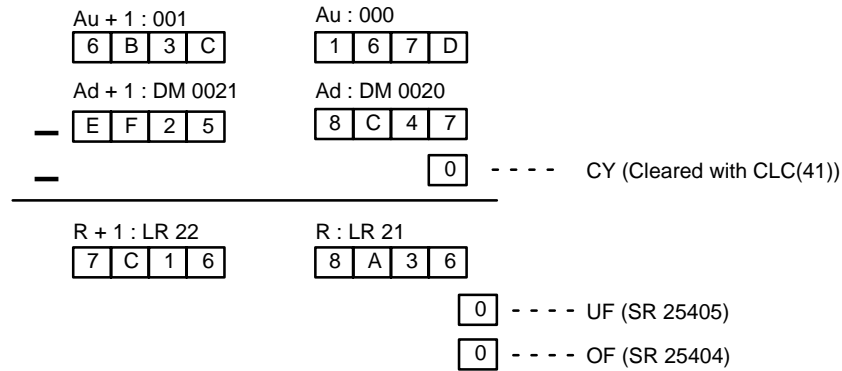 Au + 1 : 001 Au : 000
6 B 3 C 1 6 7 D
Ad + 1 : DM 0021 Ad : DM 0020
– E F 2 5 8 C 4 7
– 0 - - - - CY (Cleared with CLC(41))
R + 1 : LR 22 R : LR 21
7 C 1 6 8 A 3 6
0 - - - - UF (SR 25405)
0 - - - - OF (SR 25404)